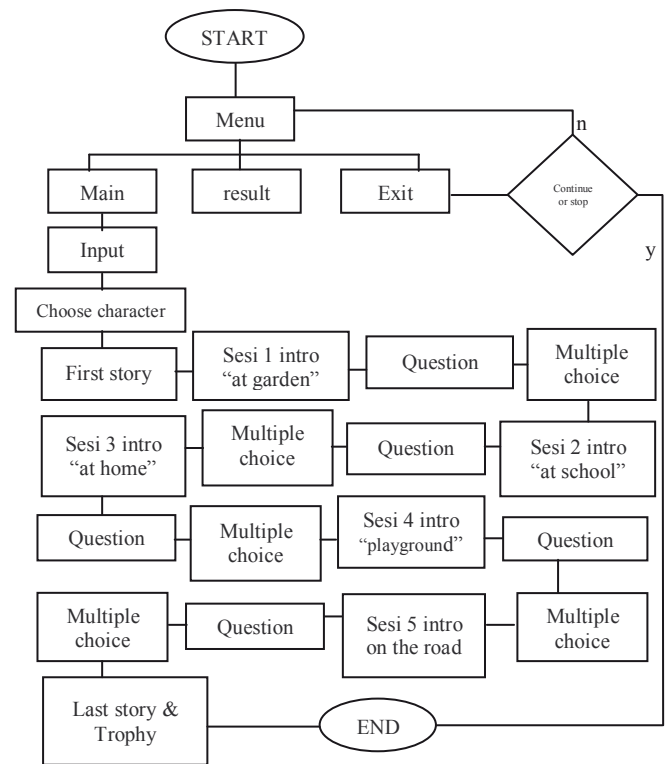 START
Menu
n
Main
result
Exit
Continue
or stop
y
Input
Choose character
First story
Sesi 1 intro
“at garden”
Question
Multiple
choice
Sesi 3 intro
“at home”
Multiple
choice
Question
Sesi 2 intro
“at school”
Question
Multiple
choice
Sesi 4 intro
“playground”
Question
Multiple
choice
Question
Sesi 5 intro
on the road
Multiple
choice
Last story &
Trophy
END